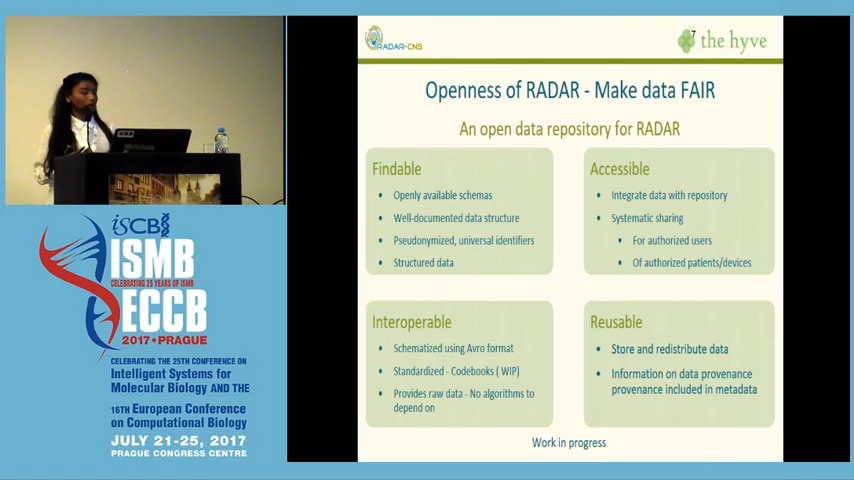 RADAR-CNS
7
the hyve
Openness of RADAR - Make data FAIR
An open data repository for RADAR
Findable
Openly available schemas
Well-documented data structure
Pseudonymized, universal identifiers
Structured data
Accessible
Integrate data with repository
Systematic sharing
For authorized users
Of authorized patients/devices
Interoperable
Schematized using Avro format
Standardized - Codebooks ( WIP)
Provides raw data - No algorithms to
depend on
Reusable
Store and redistribute data
Information on data provenance
provenance included in metadata
Work in progress
iSCB
ISMB
CELEBRATING 25 YEARS OF ISMB
ECCB
2017 • PRAGUE
CELEBRATING THE 25TH CONFERENCE ON
Intelligent Systems for
Molecular Biology AND THE
16TH European Conference
on Computational Biology
JULY 21-25, 2017
PRAGUE CONGRESS CENTRE